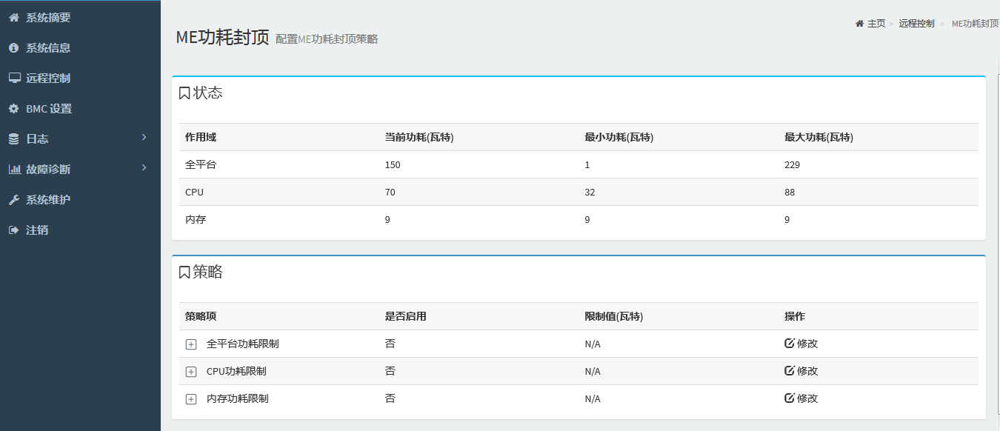 系统摘要
系统信息
远程控制
BMC 设置
日志
故障诊断
系统维护
注销
ME功耗封顶 配置ME功耗封顶策略
主页 > 远程控制 > ME功耗封顶
状态
作用域 当前功耗(瓦特) 最小功耗(瓦特) 最大功耗(瓦特)
全平台 150 1 229
CPU 70 32 88
内存 9 9 9
策略
策略项 是否启用 限制值(瓦特) 操作
全平台功耗限制 否 N/A 修改
CPU功耗限制 否 N/A 修改
内存功耗限制 否 N/A 修改